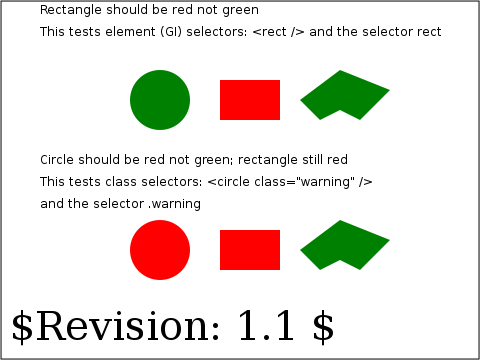 Rectangle should be red not green
This tests element (GI) selectors: <rect /> and the selector rect
Circle should be red not green; rectangle still red
This tests class selectors: <circle class="warning" />
and the selector .warning
$Revision: 1.1 $